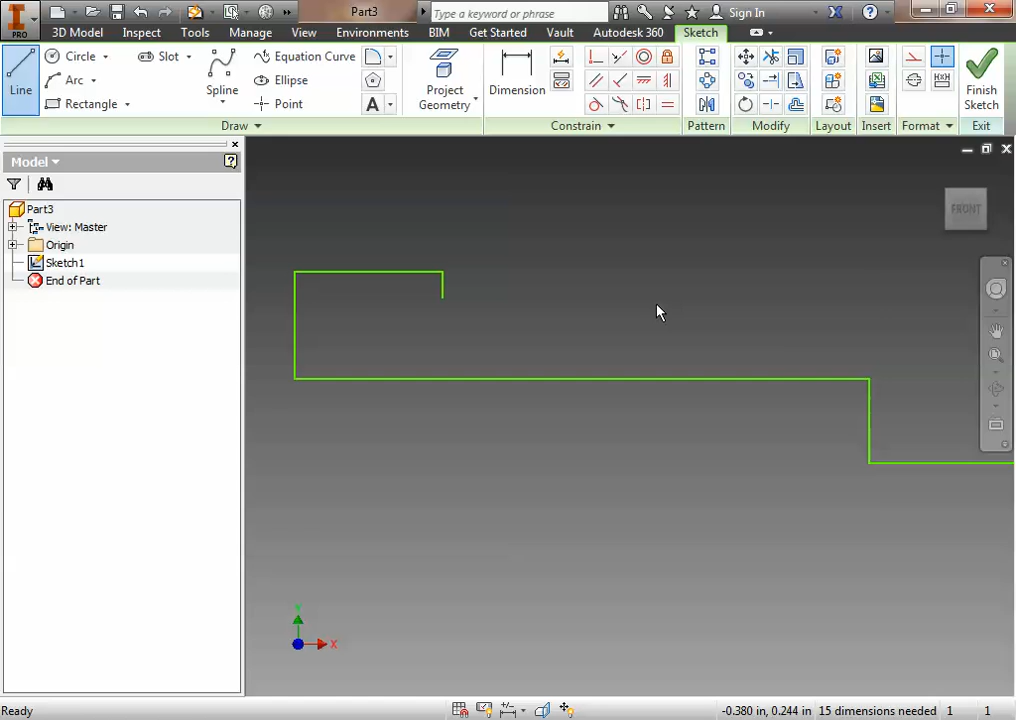 Part3
Type a keyword or phrase
Sign In
PRO
3D Model
Inspect
Tools
Manage
View
Environments
BIM
Get Started
Vault
Autodesk 360
Sketch
Line
Circle
Arc
Rectangle
Slot
Spline
Equation Curve
Ellipse
Point
A
Project
Geometry
Dimension
Finish
Sketch
Draw
Constrain
Pattern
Modify
Layout
Insert
Format
Exit
Model
Part3
View: Master
Origin
Sketch1
End of Part
FRONT
Y
X
Ready
-0.380 in, 0.244 in
15 dimensions needed
1
1